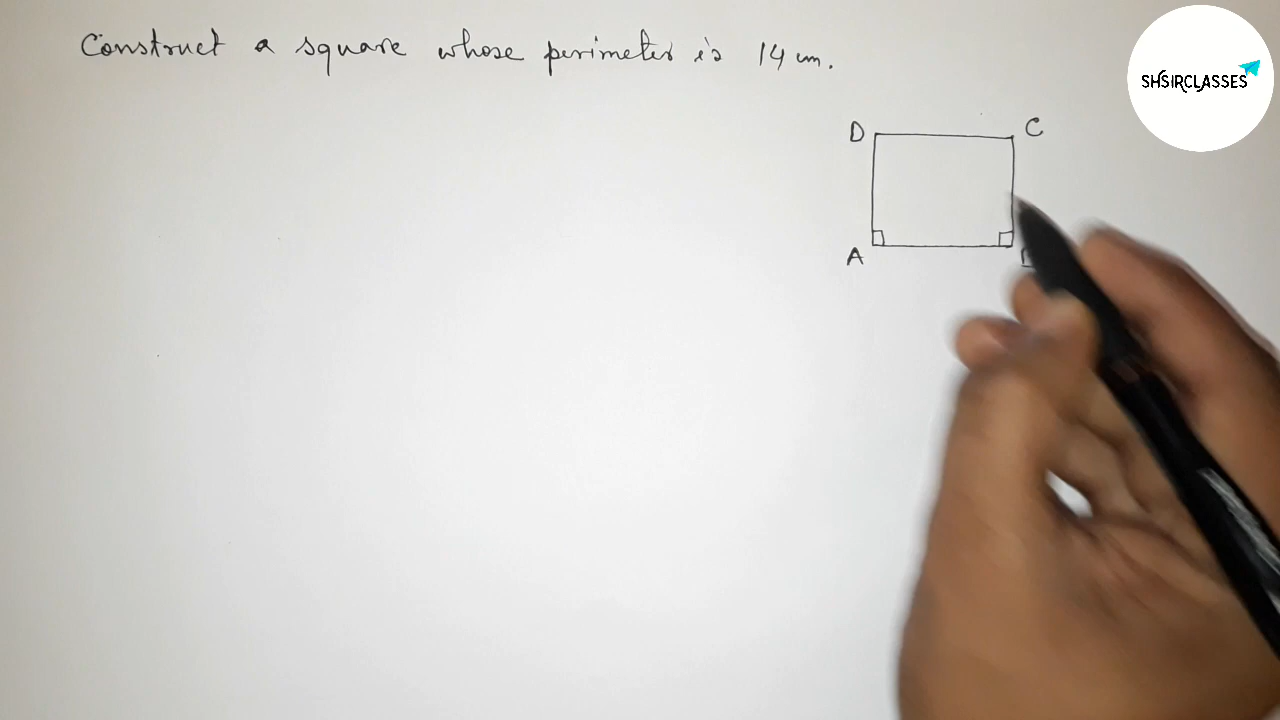 Construct a square whose perimeter is 14 cm.
SHSIRCLASSES
D C
A